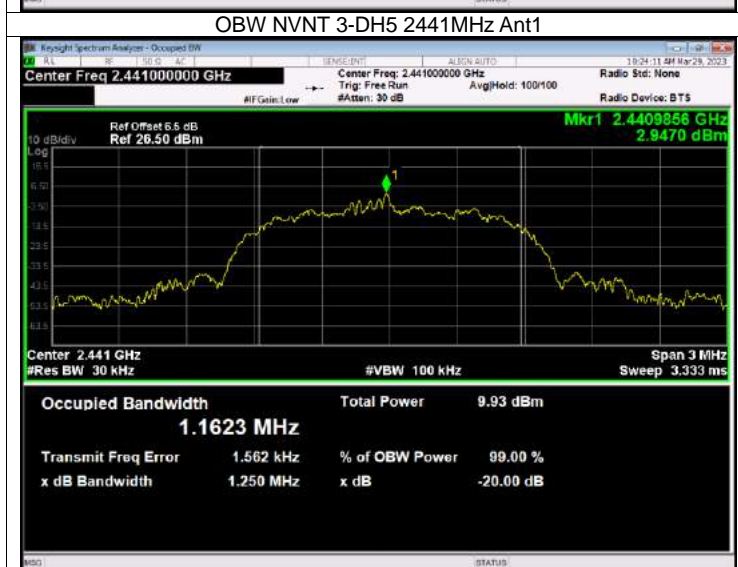 STATUS
OBW NVNT 3-DH5 2441MHz Ant1
Keysight Spectrum Analyzer - Occupied BW
RL RF 50 Ω AC SENSE:INT ALIGN AUTO 10:24:11 AM Mar 29, 2023
Center Freq 2.441000000 GHz Center Freq: 2.441000000 GHz Radio Std: None
Trig: Free Run Avg|Hold: 100/100
#IFGain:Low #Atten: 30 dB Radio Device: BTS
Ref Offset 6.5 dB Mkr1 2.4409856 GHz
10 dB/div Ref 26.50 dBm 2.9470 dBm
Log
16.5
6.50
1
-3.50
-13.5
-23.5
-33.5
-43.5
-53.5
-63.5
Center 2.441 GHz Span 3 MHz
#Res BW 30 kHz #VBW 100 kHz Sweep 3.333 ms
Occupied Bandwidth Total Power 9.93 dBm
1.1623 MHz
Transmit Freq Error 1.562 kHz % of OBW Power 99.00 %
x dB Bandwidth 1.250 MHz x dB -20.00 dB
MSG STATUS